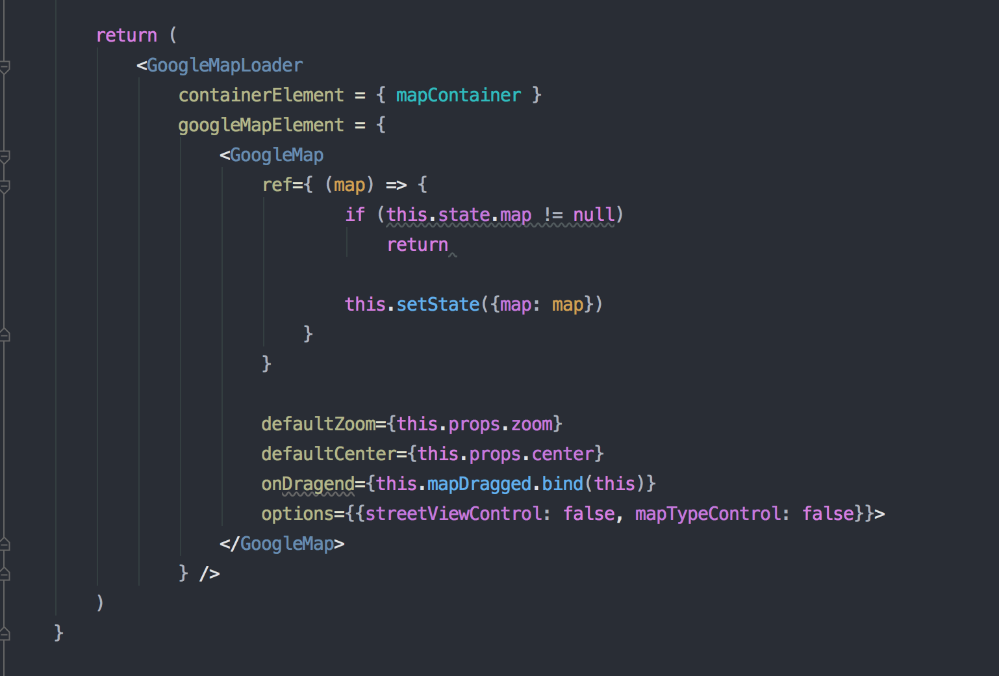 return (
<GoogleMapLoader
containerElement = { mapContainer }
googleMapElement = {
<GoogleMap
ref={ (map) => {
if (this.state.map != null)
return
this.setState({map: map})
}
}
defaultZoom={this.props.zoom}
defaultCenter={this.props.center}
onDragend={this.mapDragged.bind(this)}
options={{streetViewControl: false, mapTypeControl: false}}>
</GoogleMap>
} />
)
}